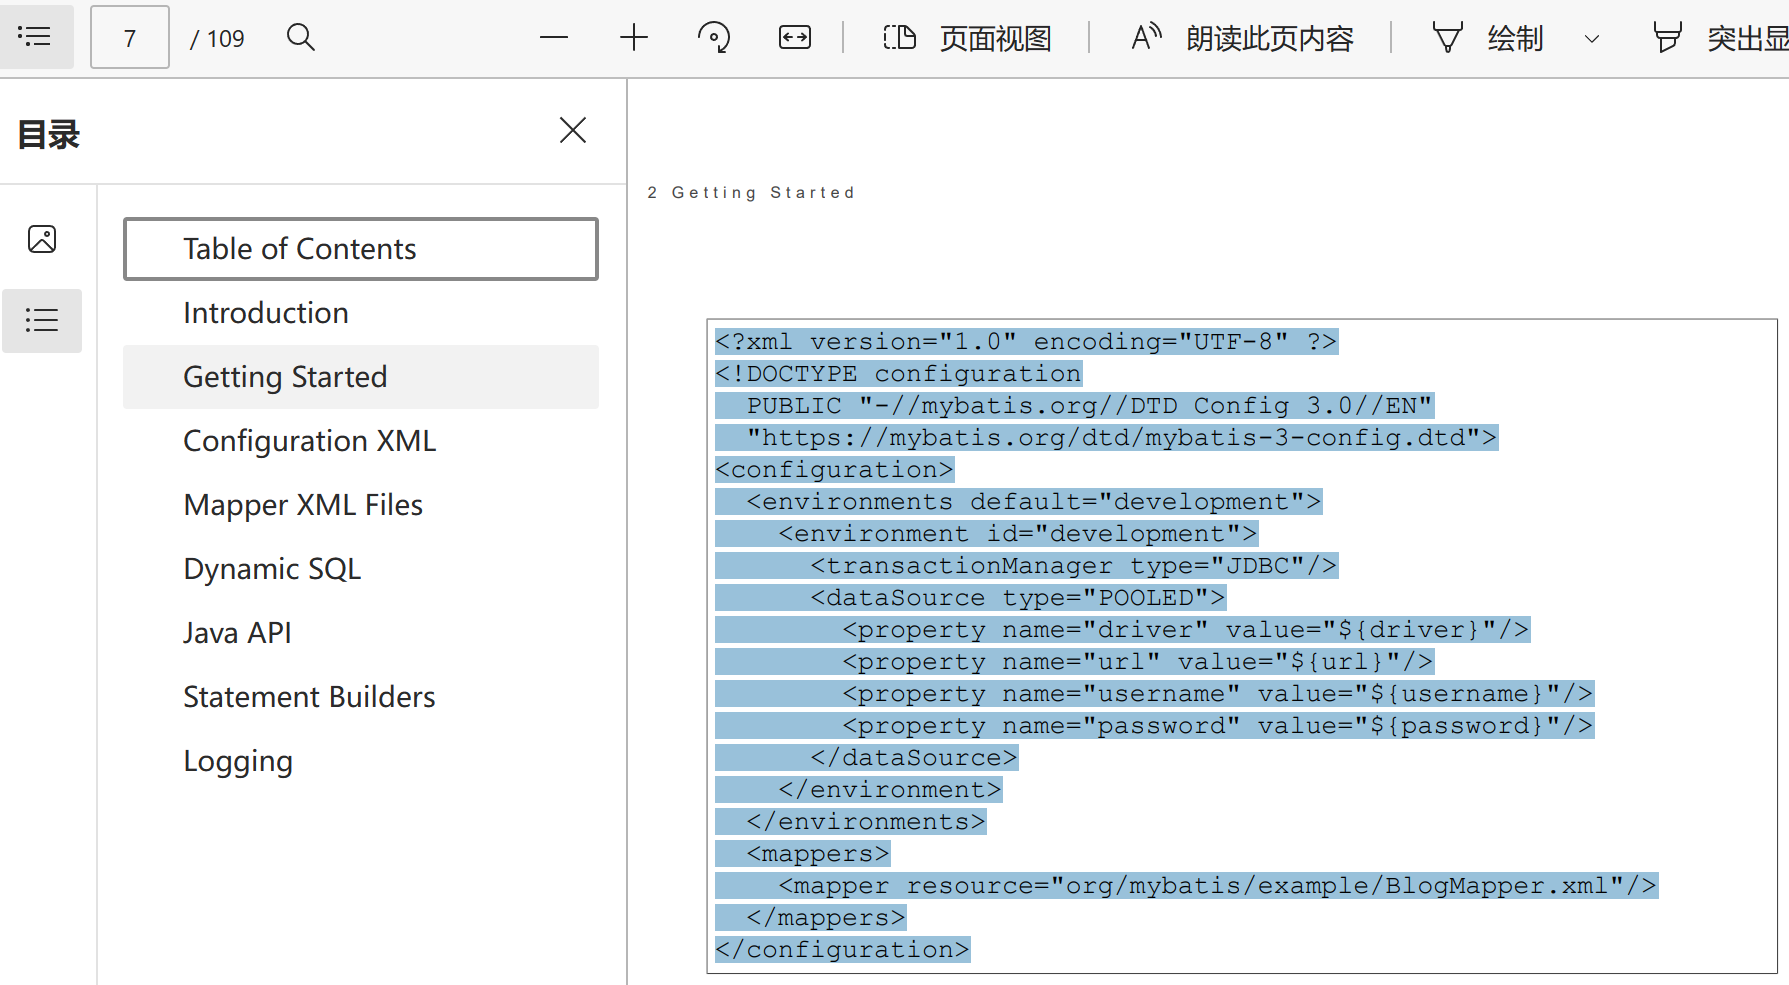 7 / 109 页面视图 朗读此页内容 绘制 突出显
目录
Table of Contents
Introduction
Getting Started
Configuration XML
Mapper XML Files
Dynamic SQL
Java API
Statement Builders
Logging
2 Getting Started
<?xml version="1.0" encoding="UTF-8" ?>
<!DOCTYPE configuration
  PUBLIC "-//mybatis.org//DTD Config 3.0//EN"
  "https://mybatis.org/dtd/mybatis-3-config.dtd">
<configuration>
  <environments default="development">
    <environment id="development">
      <transactionManager type="JDBC"/>
      <dataSource type="POOLED">
        <property name="driver" value="${driver}"/>
        <property name="url" value="${url}"/>
        <property name="username" value="${username}"/>
        <property name="password" value="${password}"/>
      </dataSource>
    </environment>
  </environments>
  <mappers>
    <mapper resource="org/mybatis/example/BlogMapper.xml"/>
  </mappers>
</configuration>